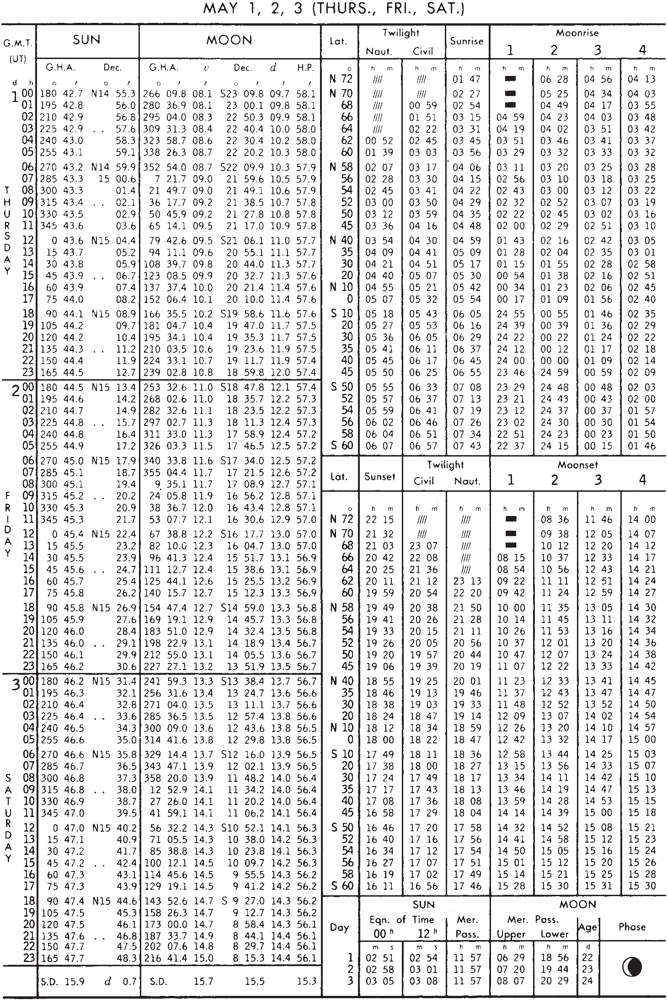 MAY 1, 2, 3 (THURS., FRI., SAT.)
G.M.T. (UT) SUN MOON
G.H.A. Dec. G.H.A. v Dec. d H.P.
d h ° ′ ° ′ ° ′ ′ ° ′ ′ ′
1 00 180 42.7 N14 55.3 266 09.8 08.1 S23 09.8 09.7 58.1
01 195 42.8 56.0 280 36.9 08.1 23 00.1 09.8 58.1
02 210 42.9 56.8 295 04.0 08.3 22 50.3 09.9 58.1
03 225 42.9 . . 57.6 309 31.3 08.4 22 40.4 10.0 58.0
04 240 43.0 58.3 323 58.7 08.6 22 30.4 10.2 58.0
05 255 43.1 59.1 338 26.3 08.7 22 20.2 10.3 58.0
06 270 43.2 N14 59.9 352 54.0 08.7 S22 09.9 10.3 57.9
07 285 43.3 15 00.6 7 21.7 09.0 21 59.6 10.5 57.9
08 300 43.3 01.4 21 49.7 09.0 21 49.1 10.6 57.9
09 315 43.4 . . 02.1 36 17.7 09.2 21 38.5 10.7 57.8
10 330 43.5 02.9 50 45.9 09.2 21 27.8 10.8 57.8
11 345 43.6 03.6 65 14.1 09.5 21 17.0 10.9 57.8
12 0 43.6 N15 04.4 79 42.6 09.5 S21 06.1 11.0 57.7
13 15 43.7 05.2 94 11.1 09.6 20 55.1 11.1 57.7
14 30 43.8 05.9 108 39.7 09.8 20 44.0 11.3 57.7
15 45 43.9 . . 06.7 123 08.5 09.9 20 32.7 11.3 57.6
16 60 43.9 07.4 137 37.4 10.0 20 21.4 11.4 57.6
17 75 44.0 08.2 152 06.4 10.1 20 10.0 11.4 57.6
18 90 44.1 N15 08.9 166 35.5 10.2 S19 58.6 11.6 57.6
19 105 44.2 09.7 181 04.7 10.4 19 47.0 11.7 57.5
20 120 44.2 10.4 195 34.1 10.4 19 35.3 11.7 57.5
21 135 44.3 . . 11.2 210 03.5 10.6 19 23.6 11.9 57.5
22 150 44.4 11.9 224 33.1 10.7 19 11.7 11.9 57.4
23 165 44.5 12.7 239 02.8 10.8 18 59.8 12.0 57.4
THURSDAY
2 00 180 44.5 N15 13.4 253 32.6 11.0 S18 47.8 12.1 57.4
01 195 44.6 14.2 268 02.6 11.0 18 35.7 12.2 57.3
02 210 44.7 14.9 282 32.6 11.1 18 23.5 12.2 57.3
03 225 44.8 . . 15.7 297 02.7 11.3 18 11.3 12.4 57.3
04 240 44.8 16.4 311 33.0 11.3 17 58.9 12.4 57.2
05 255 44.9 17.2 326 03.3 11.5 17 46.5 12.5 57.2
06 270 45.0 N15 17.9 340 33.8 11.6 S17 34.0 12.5 57.2
07 285 45.1 18.7 355 04.4 11.7 17 21.5 12.6 57.2
08 300 45.1 19.4 9 35.1 11.7 17 08.9 12.7 57.1
09 315 45.2 . . 20.2 24 05.8 11.9 16 56.2 12.8 57.1
10 330 45.3 20.9 38 36.7 12.0 16 43.4 12.8 57.1
11 345 45.3 21.7 53 07.7 12.1 16 30.6 12.9 57.0
12 0 45.4 N15 22.4 67 38.8 12.2 S16 17.7 13.0 57.0
13 15 45.5 23.2 82 10.0 12.3 16 04.7 13.0 57.0
14 30 45.5 23.9 96 41.3 12.4 15 51.7 13.1 56.9
15 45 45.6 . . 24.7 111 12.7 12.4 15 38.6 13.1 56.9
16 60 45.7 25.4 125 44.1 12.6 15 25.5 13.2 56.9
17 75 45.8 26.2 140 15.7 12.7 15 12.3 13.3 56.9
18 90 45.8 N15 26.9 154 47.4 12.7 S14 59.0 13.3 56.8
19 105 45.9 27.6 169 19.1 12.9 14 45.7 13.3 56.8
20 120 46.0 28.4 183 51.0 12.9 14 32.4 13.5 56.8
21 135 46.0 . . 29.1 198 22.9 13.1 14 18.9 13.4 56.7
22 150 46.1 29.9 212 55.0 13.1 14 05.5 13.6 56.7
23 165 46.2 30.6 227 27.1 13.2 13 51.9 13.5 56.7
FRIDAY
3 00 180 46.2 N15 31.4 241 59.3 13.3 S13 38.4 13.7 56.7
01 195 46.3 32.1 256 31.6 13.4 13 24.7 13.6 56.6
02 210 46.4 32.8 271 04.0 13.5 13 11.1 13.7 56.6
03 225 46.4 . . 33.6 285 36.5 13.5 12 57.4 13.8 56.6
04 240 46.5 34.3 300 09.0 13.6 12 43.6 13.8 56.5
05 255 46.6 35.0 314 41.6 13.8 12 29.8 13.8 56.5
06 270 46.6 N15 35.8 329 14.4 13.7 S12 16.0 13.9 56.5
07 285 46.7 36.5 343 47.1 13.9 12 02.1 13.9 56.5
08 300 46.8 37.3 358 20.0 13.9 11 48.2 14.0 56.4
09 315 46.8 . . 38.0 12 52.9 14.1 11 34.2 14.0 56.4
10 330 46.9 38.7 27 26.0 14.1 11 20.2 14.0 56.4
11 345 47.0 39.5 41 59.1 14.1 11 06.2 14.1 56.4
12 0 47.0 N15 40.2 56 32.2 14.3 S10 52.1 14.1 56.3
13 15 47.1 40.9 71 05.5 14.3 10 38.0 14.2 56.3
14 30 47.2 41.7 85 38.8 14.3 10 23.8 14.1 56.3
15 45 47.2 . . 42.4 100 12.1 14.5 10 09.7 14.2 56.3
16 60 47.3 43.1 114 45.6 14.5 9 55.5 14.3 56.2
17 75 47.3 43.9 129 19.1 14.5 9 41.2 14.2 56.2
18 90 47.4 N15 44.6 143 52.6 14.7 S 9 27.0 14.3 56.2
19 105 47.5 45.3 158 26.3 14.7 9 12.7 14.3 56.2
20 120 47.5 46.1 173 00.0 14.7 8 58.4 14.3 56.1
21 135 47.6 . . 46.8 187 33.7 14.9 8 44.1 14.4 56.1
22 150 47.7 47.5 202 07.6 14.8 8 29.7 14.4 56.1
23 165 47.7 48.3 216 41.4 15.0 8 15.3 14.4 56.1
SATURDAY
S.D. 15.9 d 0.7 S.D. 15.7 15.5 15.3
Lat. Twilight Naut. Civil Sunrise Moonrise 1 2 3 4
° h m h m h m h m h m h m h m
N 72 //// //// 01 47 ▬ 06 28 04 56 04 13
N 70 //// //// 02 27 ▬ 05 25 04 34 04 03
68 //// 00 59 02 54 ▬ 04 49 04 17 03 55
66 //// 01 51 03 15 04 59 04 23 04 03 03 48
64 //// 02 22 03 31 04 19 04 02 03 51 03 42
62 00 52 02 45 03 45 03 51 03 46 03 41 03 37
60 01 39 03 03 03 56 03 29 03 32 03 33 03 32
N 58 02 07 03 17 04 06 03 11 03 20 03 25 03 28
56 02 28 03 30 04 15 02 56 03 10 03 18 03 25
54 02 45 03 41 04 22 02 43 03 00 03 12 03 22
52 03 00 03 50 04 29 02 32 02 52 03 07 03 19
50 03 12 03 59 04 35 02 22 02 45 03 02 03 16
45 03 36 04 16 04 48 02 00 02 29 02 51 03 10
N 40 03 54 04 30 04 59 01 43 02 16 02 42 03 05
35 04 09 04 41 05 09 01 28 02 04 02 35 03 01
30 04 21 04 51 05 17 01 15 01 55 02 28 02 58
20 04 40 05 07 05 30 00 54 01 38 02 16 02 51
N 10 04 55 05 21 05 42 00 34 01 23 02 06 02 45
0 05 07 05 32 05 54 00 17 01 09 01 56 02 40
S 10 05 18 05 43 06 05 24 55 00 55 01 46 02 35
20 05 27 05 53 06 16 24 39 00 39 01 36 02 29
30 05 36 06 05 06 29 24 22 00 22 01 24 02 22
35 05 41 06 11 06 37 24 12 00 12 01 17 02 18
40 05 45 06 17 06 45 24 00 00 00 01 09 02 14
45 05 50 06 25 06 55 23 46 24 59 00 59 02 09
S 50 05 55 06 33 07 08 23 29 24 48 00 48 02 03
52 05 57 06 37 07 13 23 21 24 43 00 43 02 00
54 05 59 06 41 07 19 23 12 24 37 00 37 01 57
56 06 02 06 46 07 26 23 02 24 30 00 30 01 54
58 06 04 06 51 07 34 22 51 24 23 00 23 01 50
S 60 06 07 06 57 07 43 22 37 24 15 00 15 01 46
Lat. Sunset Twilight Civil Naut. Moonset 1 2 3 4
° h m h m h m h m h m h m h m
N 72 22 15 //// //// ▬ 08 36 11 46 14 00
N 70 21 32 //// //// ▬ 09 38 12 05 14 07
68 21 03 23 07 //// ▬ 10 12 12 20 14 12
66 20 42 22 08 //// 08 15 10 37 12 33 14 17
64 20 25 21 36 //// 08 54 10 56 12 43 14 21
62 20 11 21 12 23 13 09 22 11 11 12 51 14 24
60 19 59 20 54 22 20 09 42 11 24 12 59 14 27
N 58 19 49 20 38 21 50 10 00 11 35 13 05 14 30
56 19 41 20 26 21 28 10 14 11 45 13 11 14 32
54 19 33 20 15 21 11 10 26 11 53 13 16 14 34
52 19 26 20 05 20 56 10 37 12 01 13 20 14 36
50 19 20 19 57 20 44 10 47 12 07 13 24 14 38
45 19 06 19 39 20 19 11 07 12 22 13 33 14 42
N 40 18 55 19 25 20 01 11 23 12 33 13 41 14 45
35 18 46 19 13 19 46 11 37 12 43 13 47 14 47
30 18 38 19 03 19 33 11 48 12 52 13 52 14 50
20 18 24 18 47 19 14 12 09 13 07 14 02 14 54
N 10 18 12 18 34 18 59 12 26 13 20 14 10 14 57
0 18 00 18 22 18 47 12 42 13 32 14 17 15 00
S 10 17 49 18 11 18 36 12 58 13 44 14 25 15 03
20 17 38 18 00 18 27 13 15 13 56 14 33 15 07
30 17 24 17 49 18 17 13 34 14 11 14 42 15 10
35 17 17 17 43 18 13 13 46 14 19 14 47 15 13
40 17 08 17 36 18 08 13 59 14 28 14 53 15 15
45 16 58 17 29 18 04 14 14 14 39 15 00 15 18
S 50 16 46 17 20 17 58 14 32 14 52 15 08 15 21
52 16 40 17 16 17 56 14 41 14 58 15 12 15 23
54 16 34 17 12 17 54 14 50 15 05 15 16 15 24
56 16 27 17 07 17 51 15 01 15 12 15 20 15 26
58 16 19 17 02 17 49 15 14 15 21 15 25 15 28
S 60 16 11 16 56 17 46 15 28 15 30 15 31 15 30
SUN MOON
Day Eqn. of Time 00ʰ 12ʰ Mer. Pass. Mer. Pass. Upper Lower Age Phase
m s m s h m h m h m d
1 02 51 02 54 11 57 06 29 18 56 22
2 02 58 03 01 11 57 07 20 19 44 23
3 03 05 03 08 11 57 08 07 20 29 24